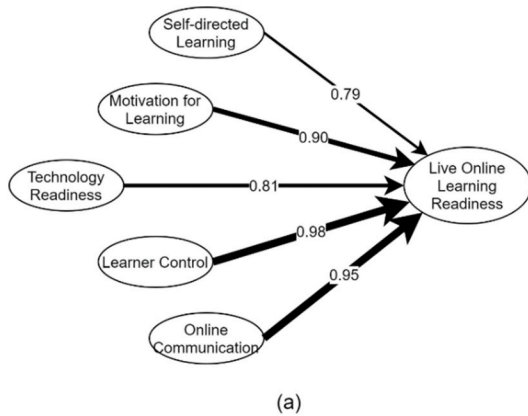 Self-directed
Learning
0.79
Motivation for
Learning
0.90
Technology
Readiness
0.81
Live Online
Learning
Readiness
Learner Control
0.98
0.95
Online
Communication
(a)